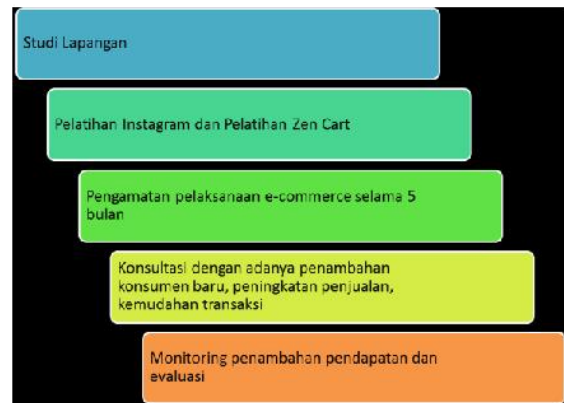 Studi Lapangan
Pelatihan Instagram dan Pelatihan Zen Cart
Pengamatan pelaksanaan e-commerce selama 5
bulan
Konsultasi dengan adanya penambahan
konsumen baru, peningkatan penjualan,
kemudahan transaksi
Monitoring penambahan pendapatan dan
evaluasi